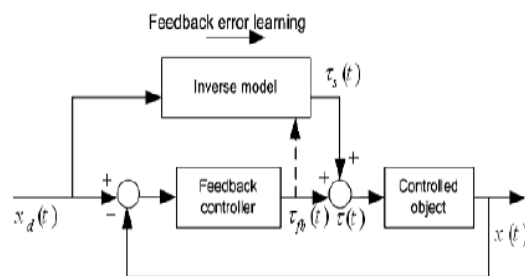 Feedback error learning
Inverse model
τs(t)
+
+
+
−
Feedback
controller
Controlled
object
xd(t)
τfb(t)
τ(t)
x(t)